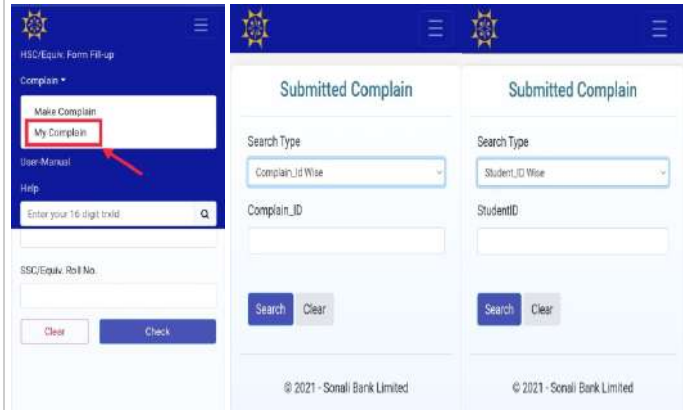 HSC/Equiv. Form Fill-up
Complain
Make Complain
My Complein
User-Manual
Help
Enter your 16 digit trxId
SSC/Equiv. Roll No.
Clear
Check
Submitted Complain
Search Type
Complain_Id Wise
Complain_ID
Search
Clear
© 2021 - Sonali Bank Limited
Submitted Complain
Search Type
Student_ID Wise
StudentID
Search
Clear
© 2021 - Sonali Bank Limited